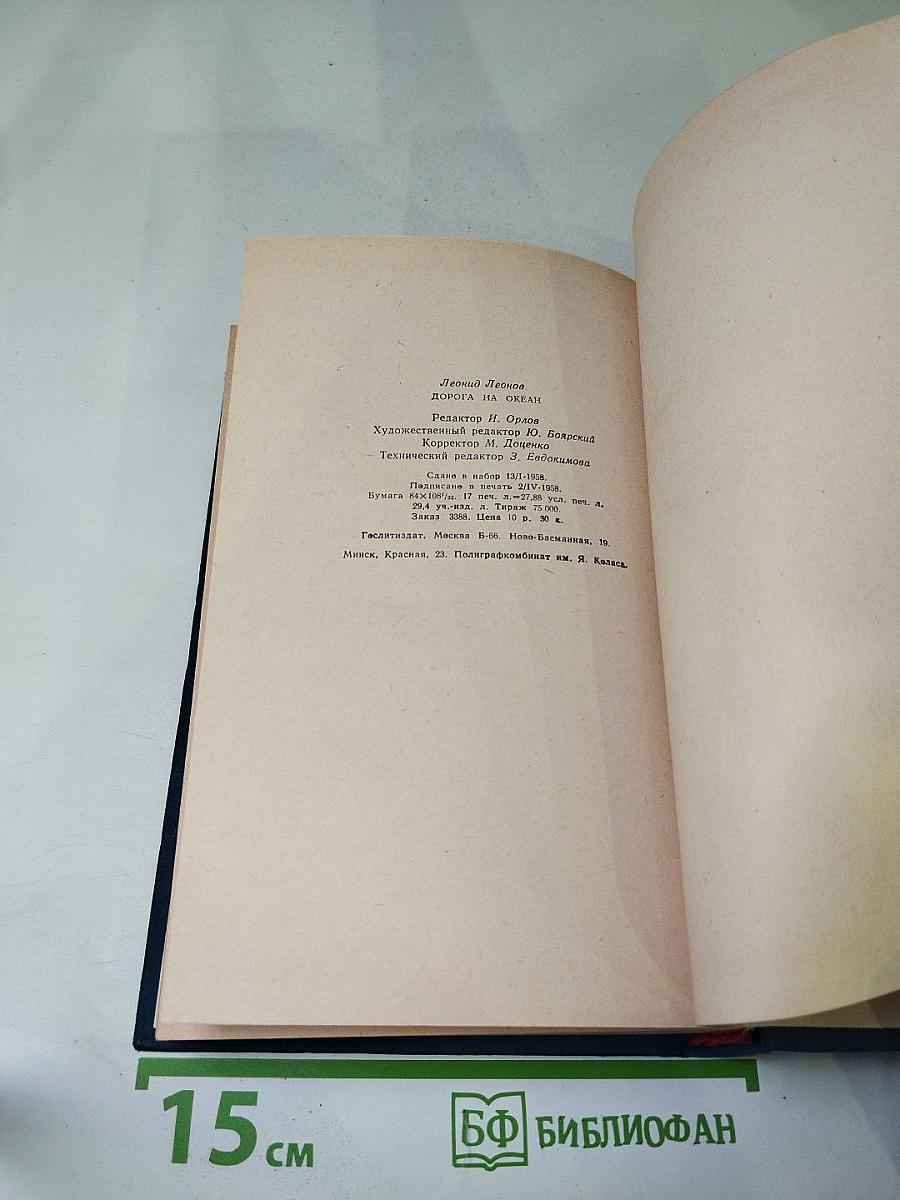 Леонид Леонов
ДОРОГА НА ОКЕАН
Редактор И. Орлов
Художественный редактор Ю. Боярский
Корректор М. Доценко
Технический редактор З. Евдокимова
Сдано в набор 13/I-1958.
Подписано в печать 2/IV-1958.
Бумага 84×108¹/₃₂. 17 печ. л.=27,88 усл. печ. л.
29,4 уч.-изд. л. Тираж 75 000.
Заказ 3388. Цена 10 р. 30 к.
Гослитиздат. Москва Б-66. Ново-Басманная, 19.
Минск, Красная, 23. Полиграфкомбинат им. Я. Коласа.
15 см
БФ БИБЛИОФАН